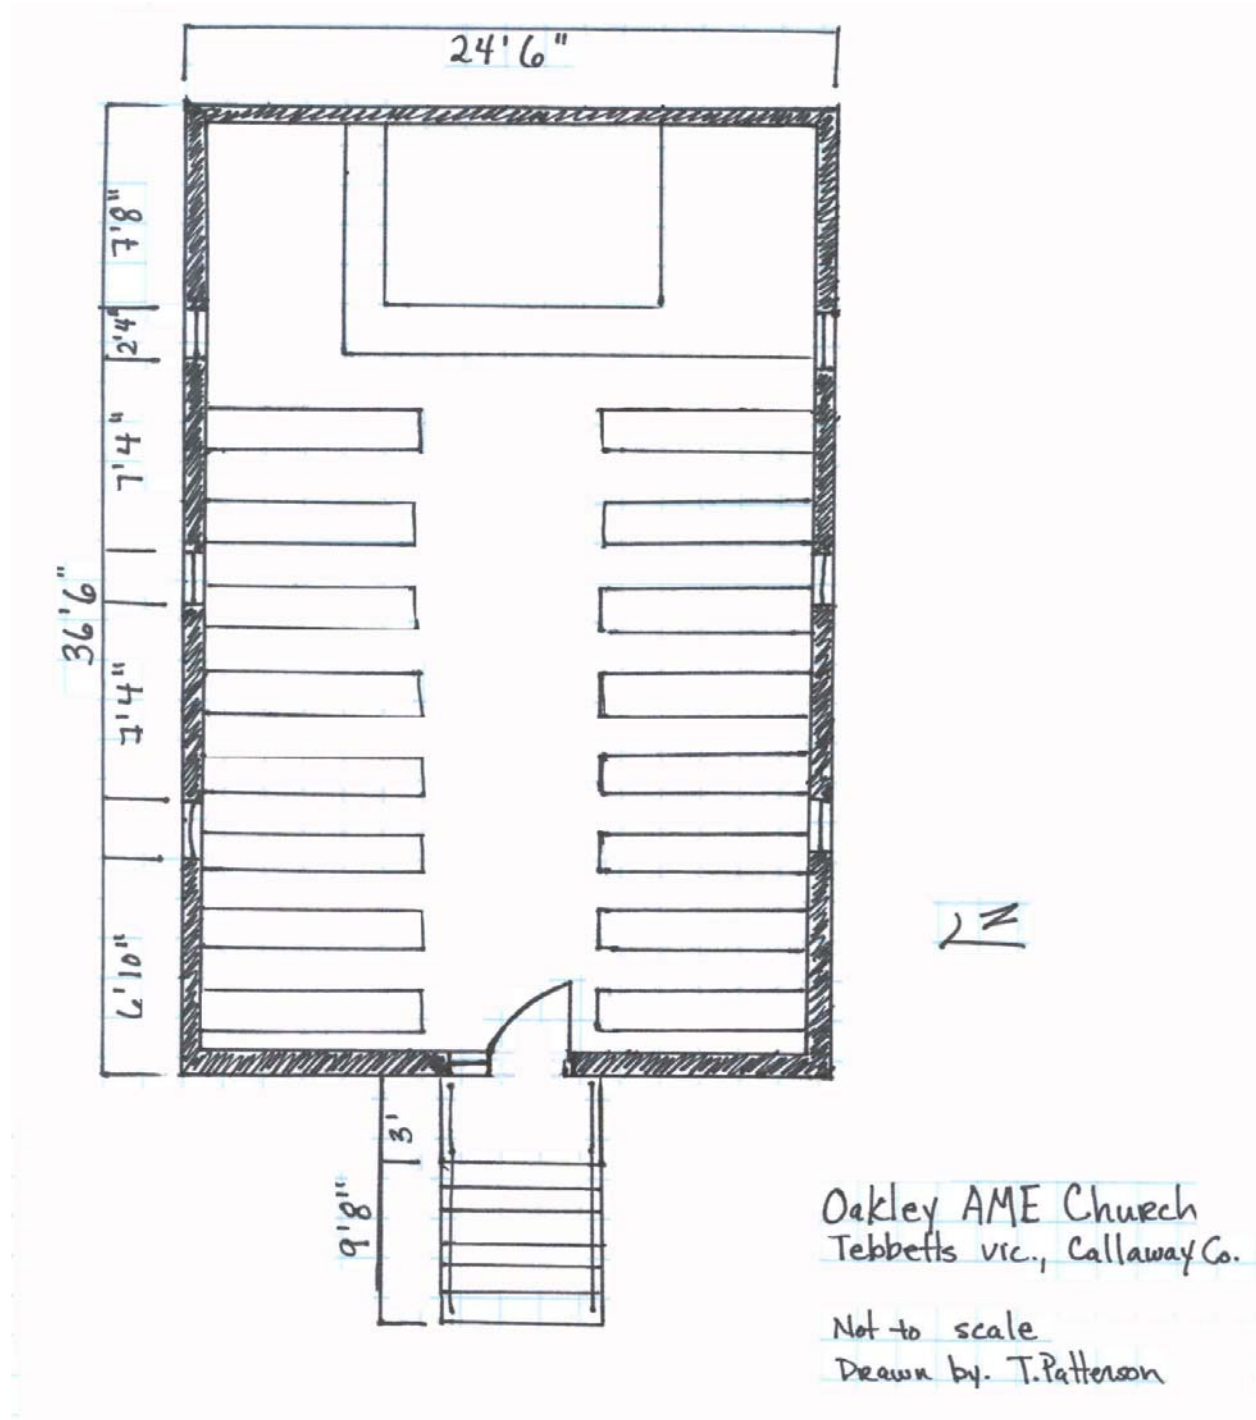 24'6"
7'8"
2'4"
7'4"
36'6"
7'4"
6'10"
N
3'
9'8"
Oakley AME Church
Tebbetts vic., Callaway Co.
Not to scale
Drawn by. T. Patterson